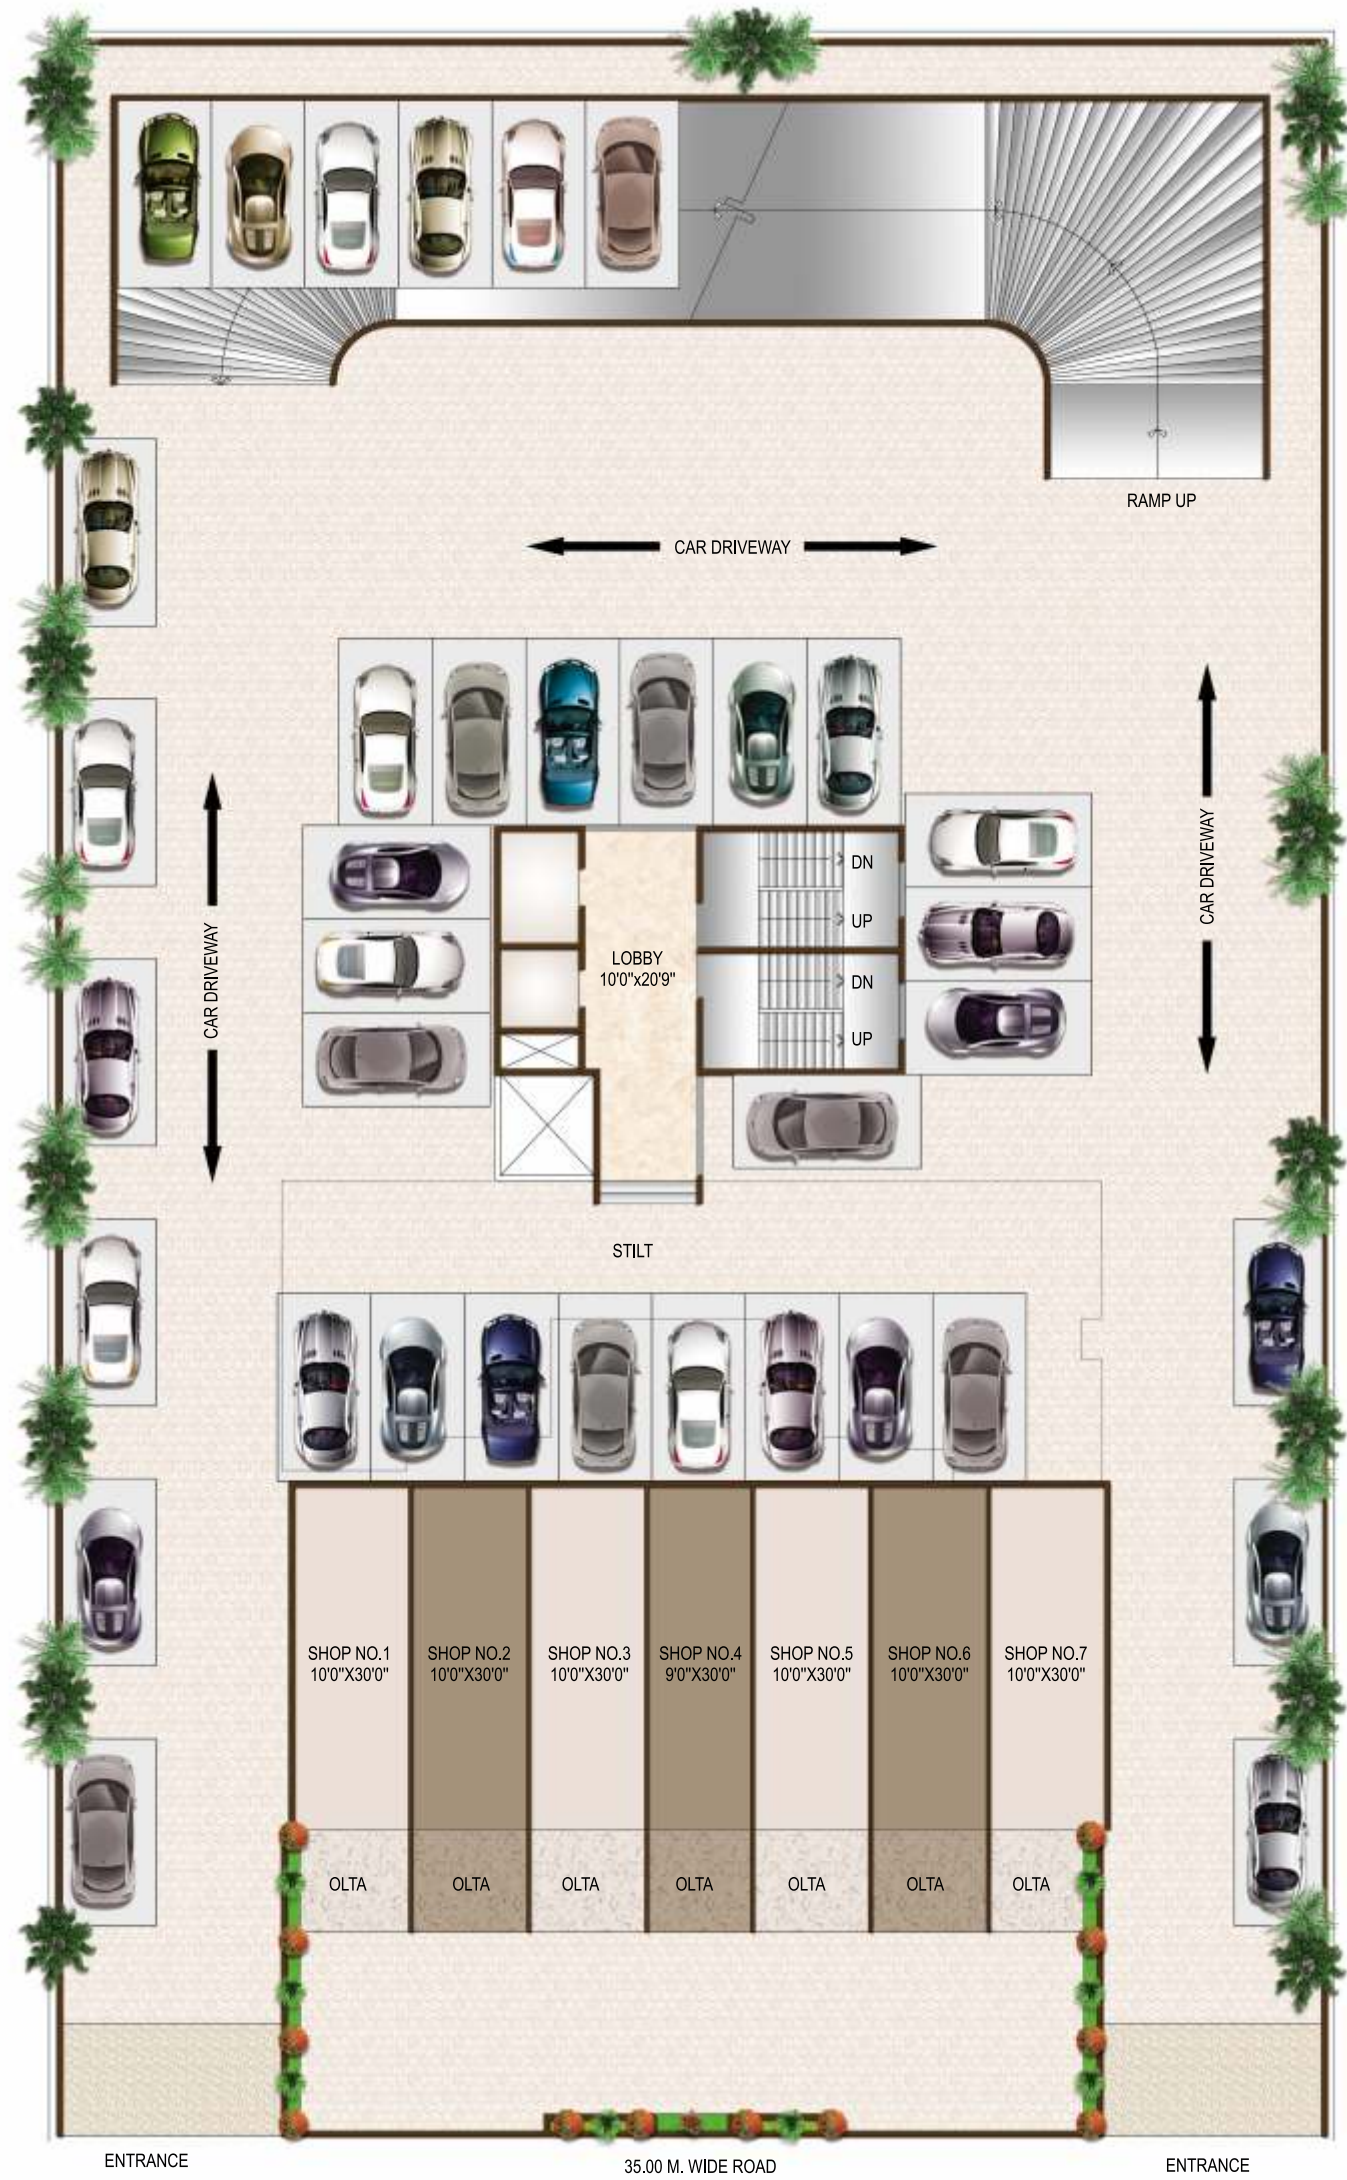 RAMP UP
CAR DRIVEWAY
CAR DRIVEWAY
CAR DRIVEWAY
DN
UP
LOBBY
10'0"x20'9"
DN
UP
STILT
SHOP NO.1
10'0"X30'0"
SHOP NO.2
10'0"X30'0"
SHOP NO.3
10'0"X30'0"
SHOP NO.4
9'0"X30'0"
SHOP NO.5
10'0"X30'0"
SHOP NO.6
10'0"X30'0"
SHOP NO.7
10'0"X30'0"
OLTA
OLTA
OLTA
OLTA
OLTA
OLTA
OLTA
ENTRANCE
35.00 M. WIDE ROAD
ENTRANCE